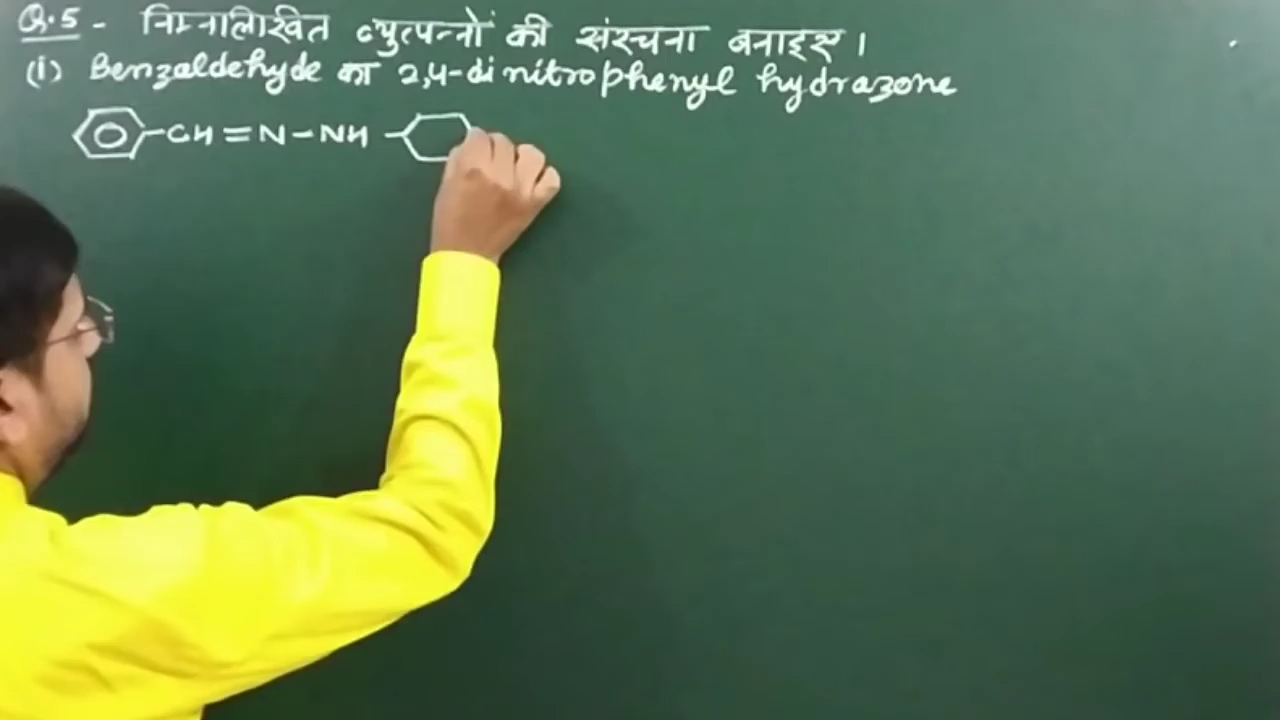 Q.5 - निम्नलिखित व्युत्पन्नों की संरचना बनाइए।
(i) Benzaldehyde का 2,4-dinitrophenyl hydrazone
-CH=N-NH-